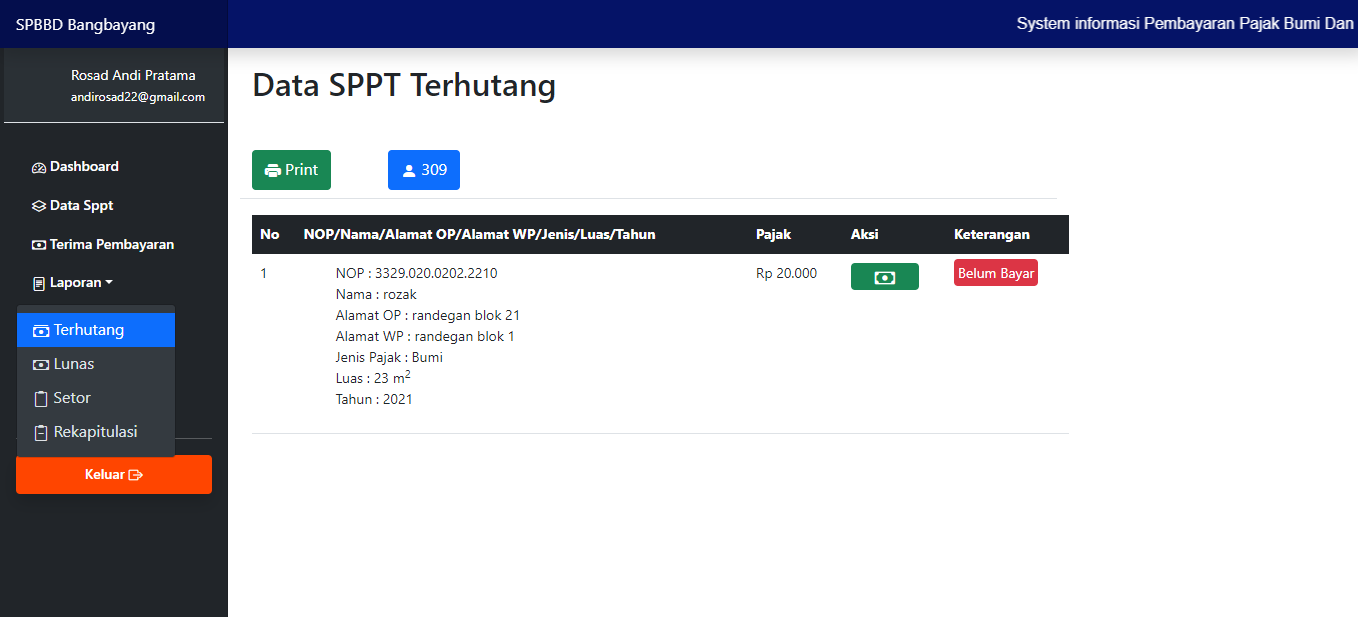 SPBBD Bangbayang
System informasi Pembayaran Pajak Bumi Dan
Rosad Andi Pratama
andirosad22@gmail.com
Dashboard
Data Sppt
Terima Pembayaran
Laporan
Terhutang
Lunas
Setor
Rekapitulasi
Keluar
Data SPPT Terhutang
Print 309
No NOP/Nama/Alamat OP/Alamat WP/Jenis/Luas/Tahun Pajak Aksi Keterangan
1 NOP : 3329.020.0202.2210 Rp 20.000 Belum Bayar
Nama : rozak
Alamat OP : randegan blok 21
Alamat WP : randegan blok 1
Jenis Pajak : Bumi
Luas : 23 m²
Tahun : 2021